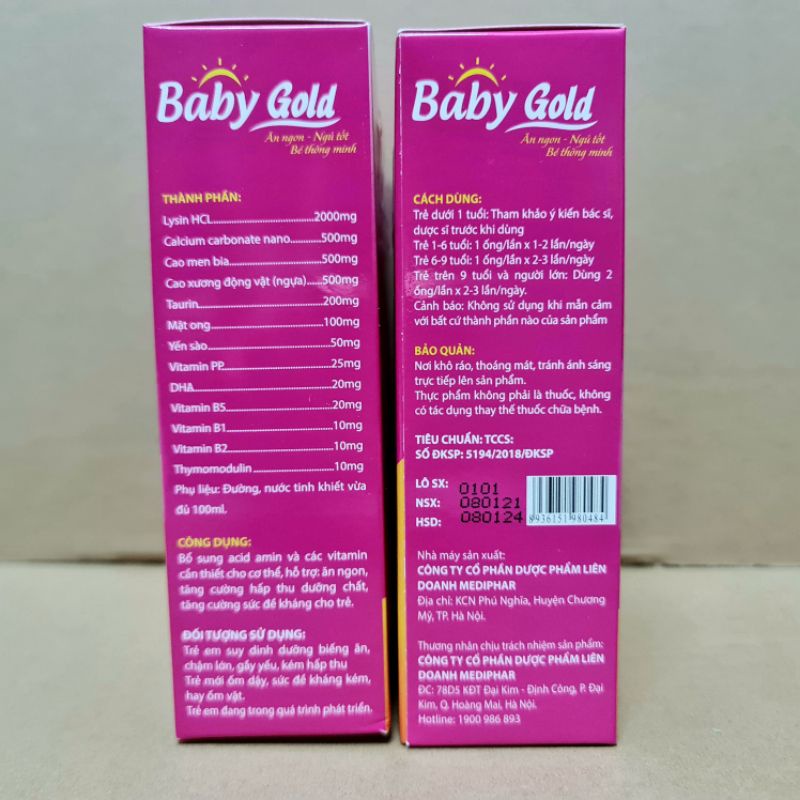 Baby Gold
Ăn ngon - Ngủ tốt
Bé thông minh
THÀNH PHẦN:
Lysin HCL..........................2000mg
Calcium carbonate nano...........500mg
Cao men bia........................500mg
Cao xương động vật (ngựa)......500mg
Taurin................................200mg
Mật ong.............................100mg
Yến sào...............................50mg
Vitamin PP...........................25mg
DHA...................................20mg
Vitamin B5...........................20mg
Vitamin B1...........................10mg
Vitamin B2...........................10mg
Thymomodulin......................10mg
Phụ liệu: Đường, nước tinh khiết vừa
đủ 100ml.
CÔNG DỤNG:
Bổ sung acid amin và các vitamin
cần thiết cho cơ thể, hỗ trợ: ăn ngon,
tăng cường hấp thu dưỡng chất,
tăng cường sức đề kháng cho trẻ.
ĐỐI TƯỢNG SỬ DỤNG:
Trẻ em suy dinh dưỡng biếng ăn,
chậm lớn, gầy yếu, kém hấp thu
Trẻ mới ốm dậy, sức đề kháng kém,
hay ốm vặt.
Trẻ em đang trong quá trình phát triển.
Baby Gold
Ăn ngon - Ngủ tốt
Bé thông minh
CÁCH DÙNG:
Trẻ dưới 1 tuổi: Tham khảo ý kiến bác sĩ,
dược sĩ trước khi dùng
Trẻ 1-6 tuổi: 1 ống/lần x 1-2 lần/ngày
Trẻ 6-9 tuổi: 1 ống/lần x 2-3 lần/ngày
Trẻ trên 9 tuổi và người lớn: Dùng 2
ống/lần x 2-3 lần/ngày.
Cảnh báo: Không sử dụng khi mẫn cảm
với bất cứ thành phần nào của sản phẩm
BẢO QUẢN:
Nơi khô ráo, thoáng mát, tránh ánh sáng
trực tiếp lên sản phẩm.
Thực phẩm không phải là thuốc, không
có tác dụng thay thế thuốc chữa bệnh.
TIÊU CHUẨN: TCCS:
SỐ ĐKSP: 5194/2018/ĐKSP
LÔ SX: 0101
NSX: 080121
HSD: 080124
8936151 980484
Nhà máy sản xuất:
CÔNG TY CỔ PHẦN DƯỢC PHẨM LIÊN
DOANH MEDIPHAR
Địa chỉ: KCN Phú Nghĩa, Huyện Chương
Mỹ, TP. Hà Nội.
Thương nhân chịu trách nhiệm sản phẩm:
CÔNG TY CỔ PHẦN DƯỢC PHẨM LIÊN
DOANH MEDIPHAR
ĐC: 78D5 KĐT Đại Kim - Định Công, P. Đại
Kim, Q. Hoàng Mai, Hà Nội.
Hotline: 1900 986 893